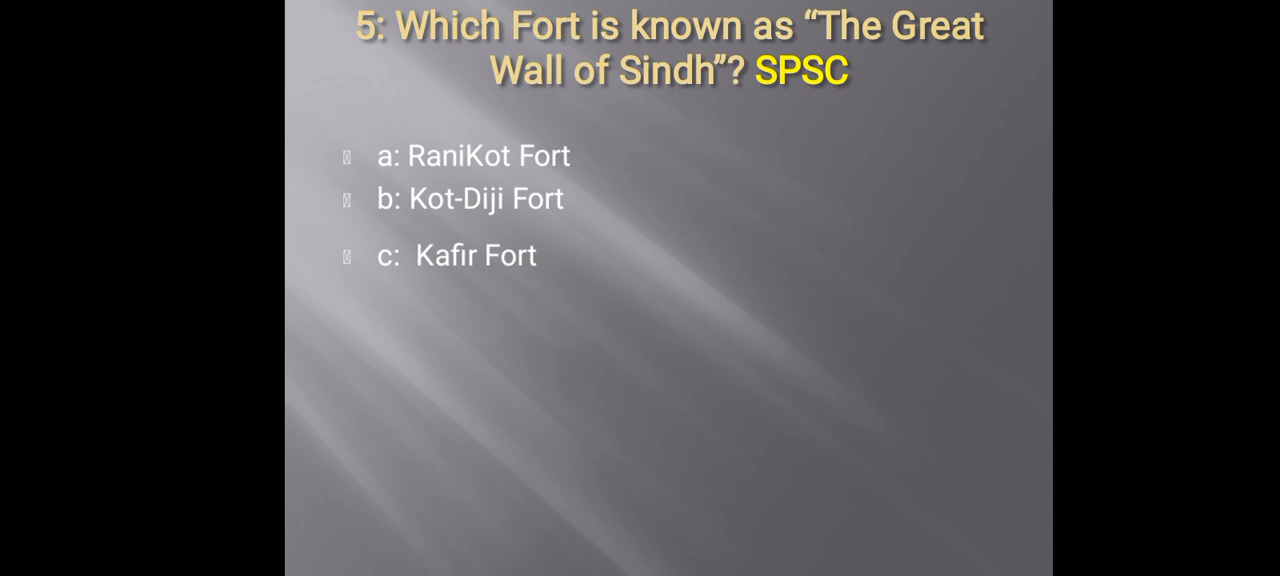 5: Which Fort is known as “The Great
Wall of Sindh”? SPSC
a: RaniKot Fort
b: Kot-Diji Fort
c: Kafir Fort